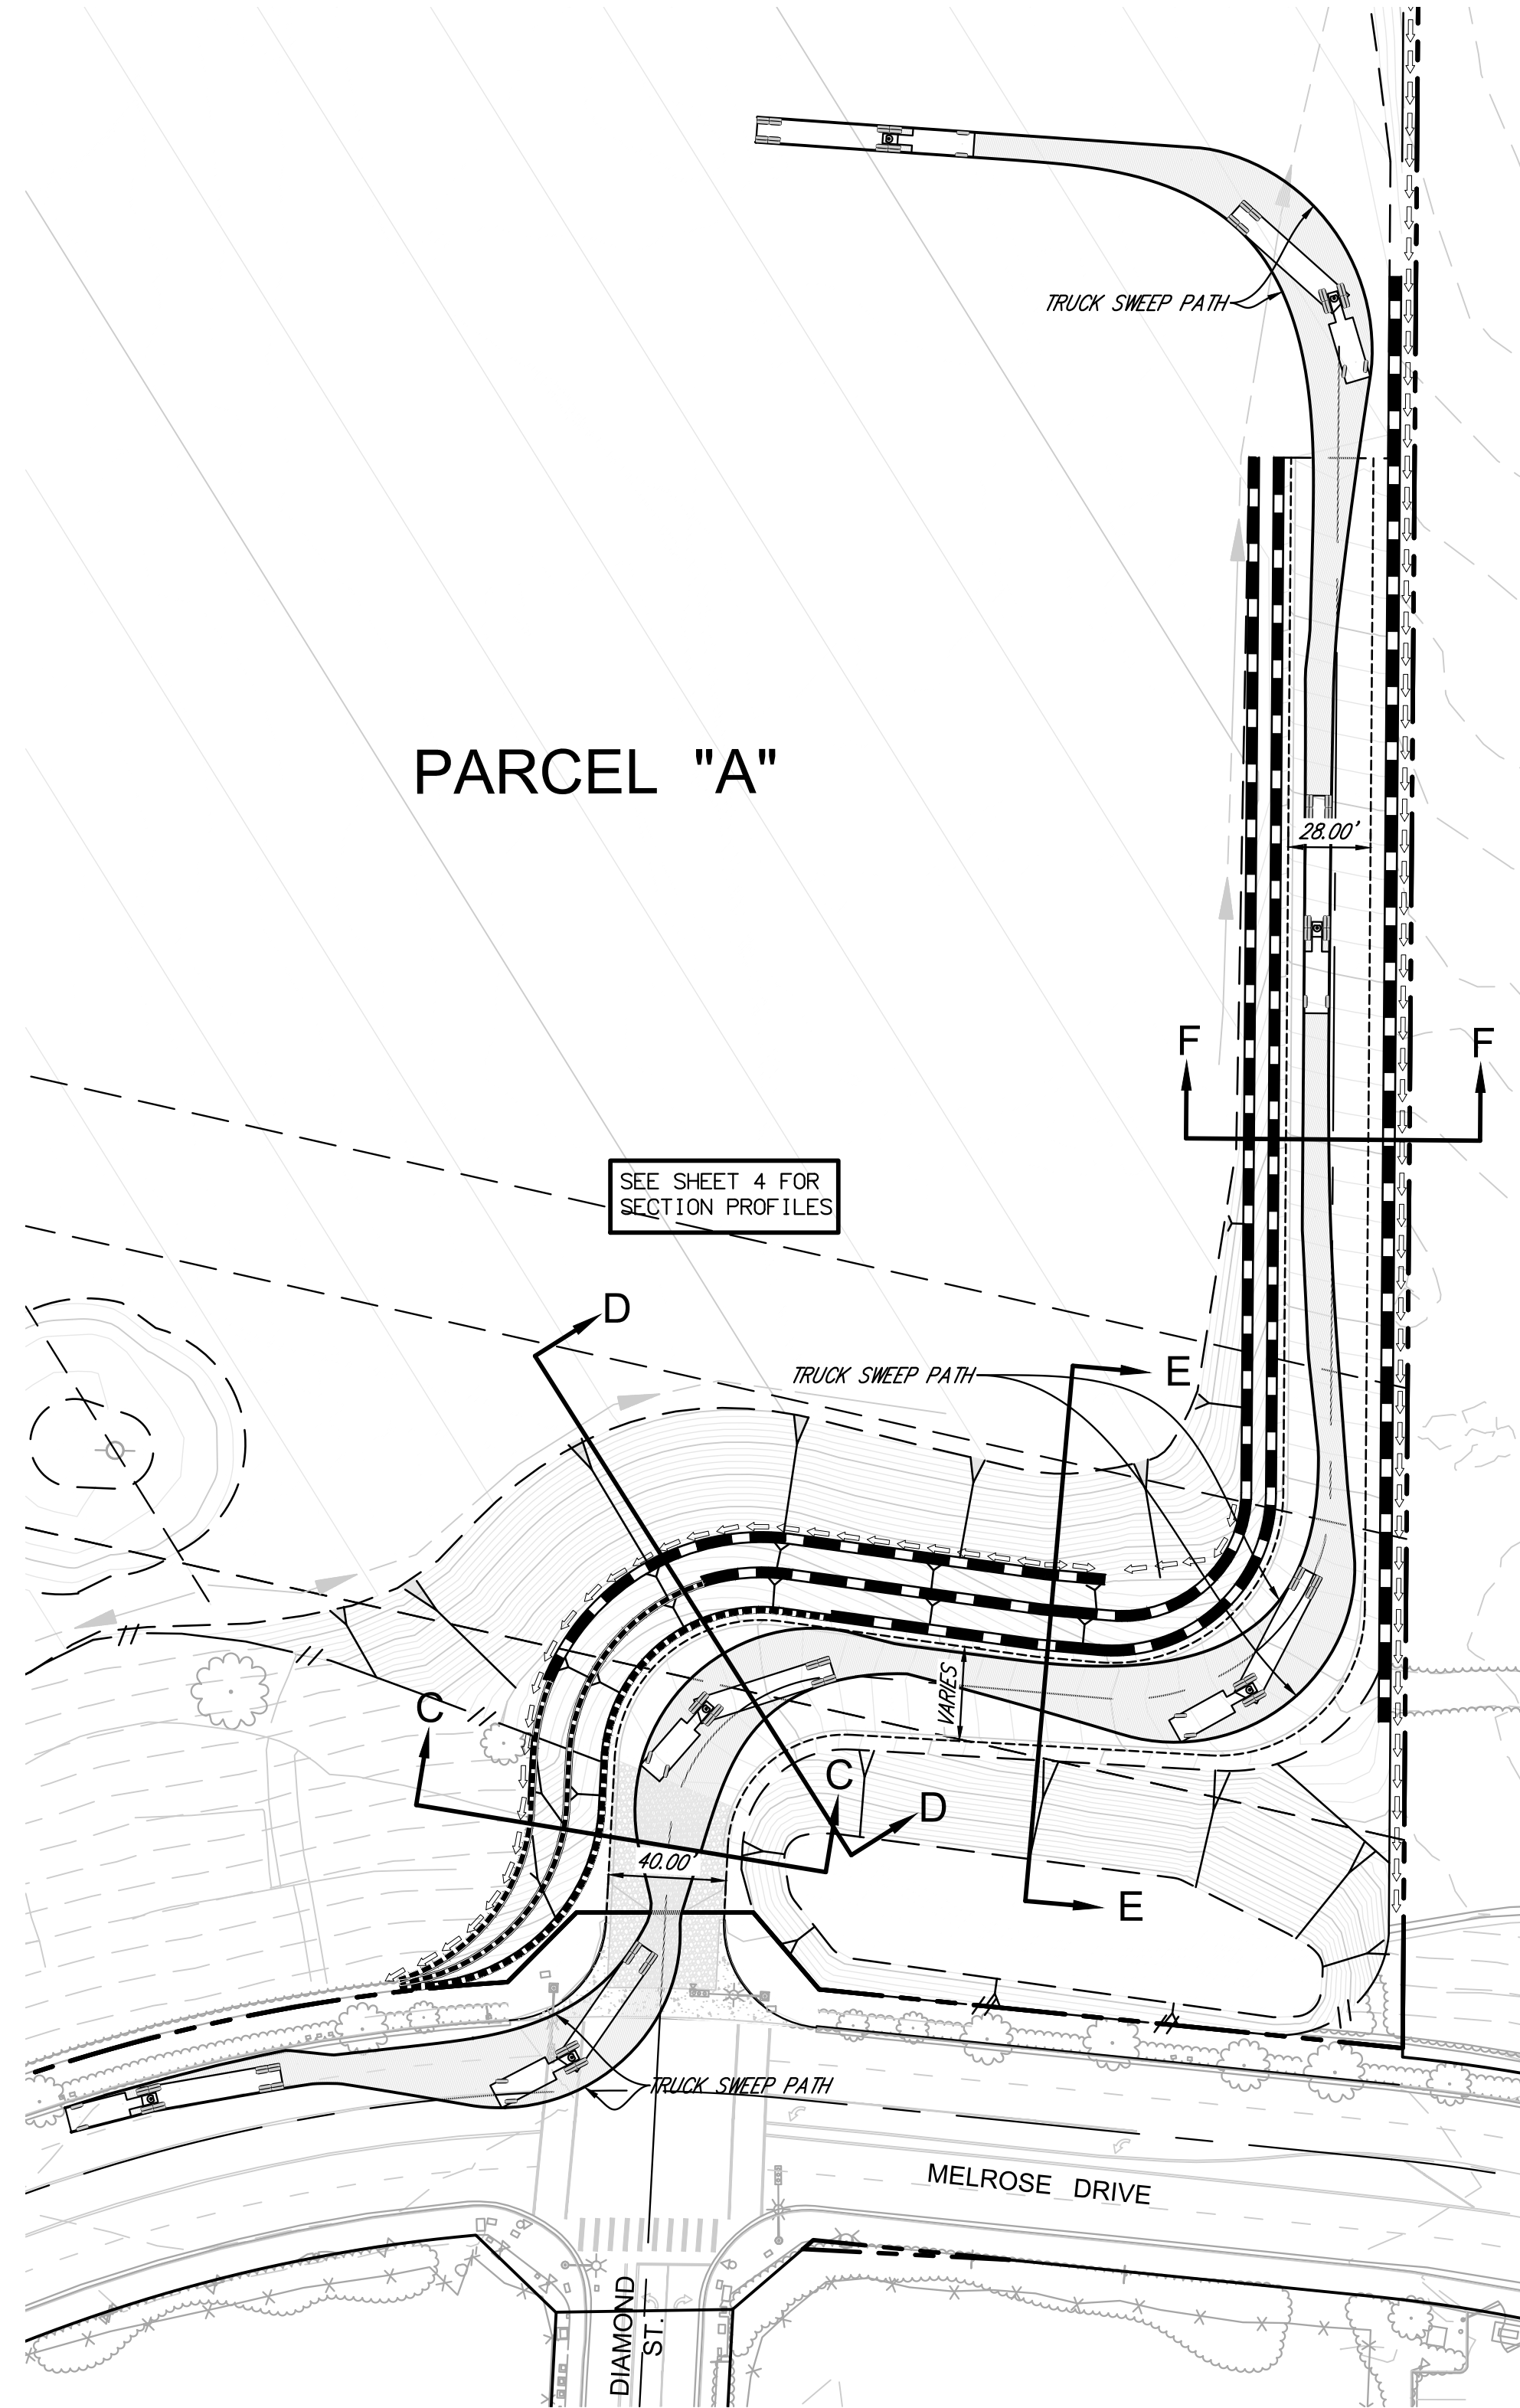 TRUCK SWEEP PATH
PARCEL "A"
28.00'
F
F
SEE SHEET 4 FOR
SECTION PROFILES
D
TRUCK SWEEP PATH
E
VARIES
C
C
D
40.00'
E
TRUCK SWEEP PATH
MELROSE DRIVE
DIAMOND
ST.